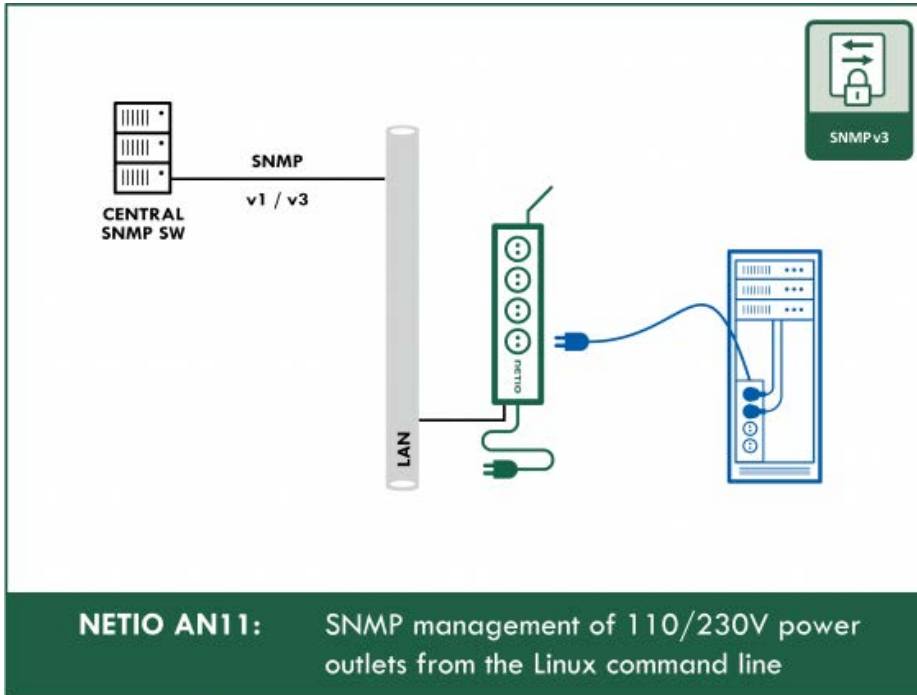 SNMPv3
SNMP
v1 / v3
CENTRAL
SNMP SW
NETIO
LAN
NETIO AN11:
SNMP management of 110/230V power
outlets from the Linux command line